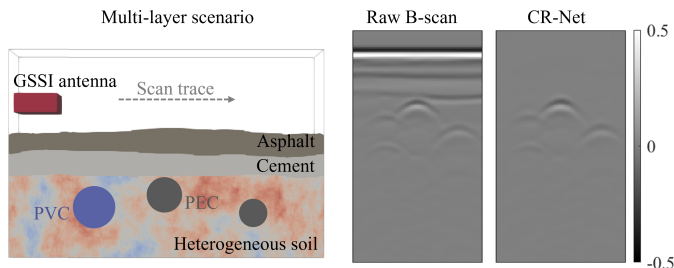 Multi-layer scenario
Raw B-scan
CR-Net
GSSI antenna
Scan trace
Asphalt
Cement
PVC
PEC
Heterogeneous soil
0.5
0
-0.5